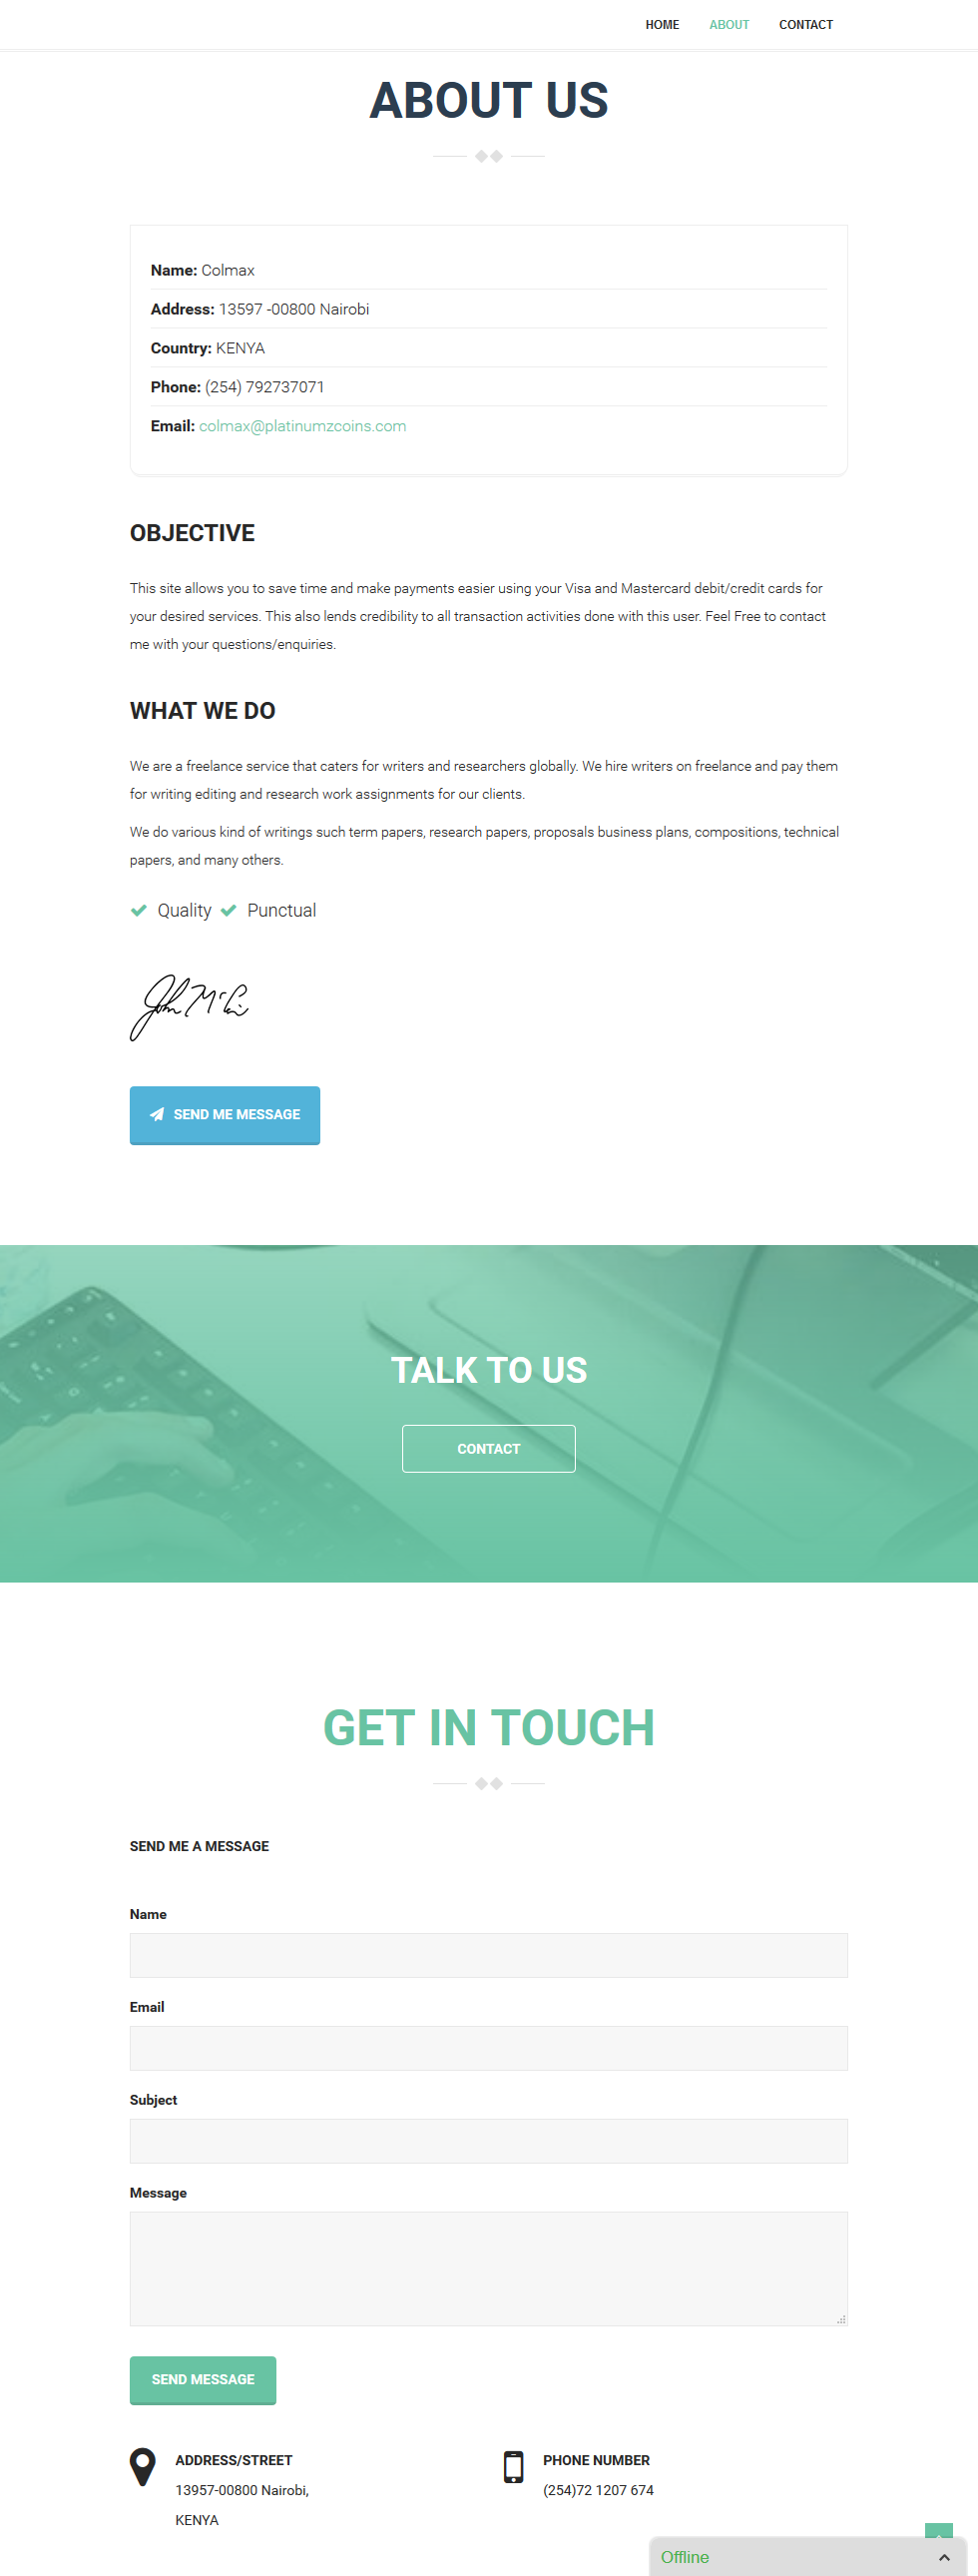 HOME ABOUT CONTACT
ABOUT US
Name: Colmax
Address: 13597 -00800 Nairobi
Country: KENYA
Phone: (254) 792737071
Email: colmax@platinumzcoins.com
OBJECTIVE
This site allows you to save time and make payments easier using your Visa and Mastercard debit/credit cards for
your desired services. This also lends credibility to all transaction activities done with this user. Feel Free to contact
me with your questions/enquiries.
WHAT WE DO
We are a freelance service that caters for writers and researchers globally. We hire writers on freelance and pay them
for writing editing and research work assignments for our clients.
We do various kind of writings such term papers, research papers, proposals business plans, compositions, technical
papers, and many others.
Quality Punctual
SEND ME MESSAGE
TALK TO US
CONTACT
GET IN TOUCH
SEND ME A MESSAGE
Name
Email
Subject
Message
SEND MESSAGE
ADDRESS/STREET
13957-00800 Nairobi,
KENYA
PHONE NUMBER
(254)72 1207 674
Offline